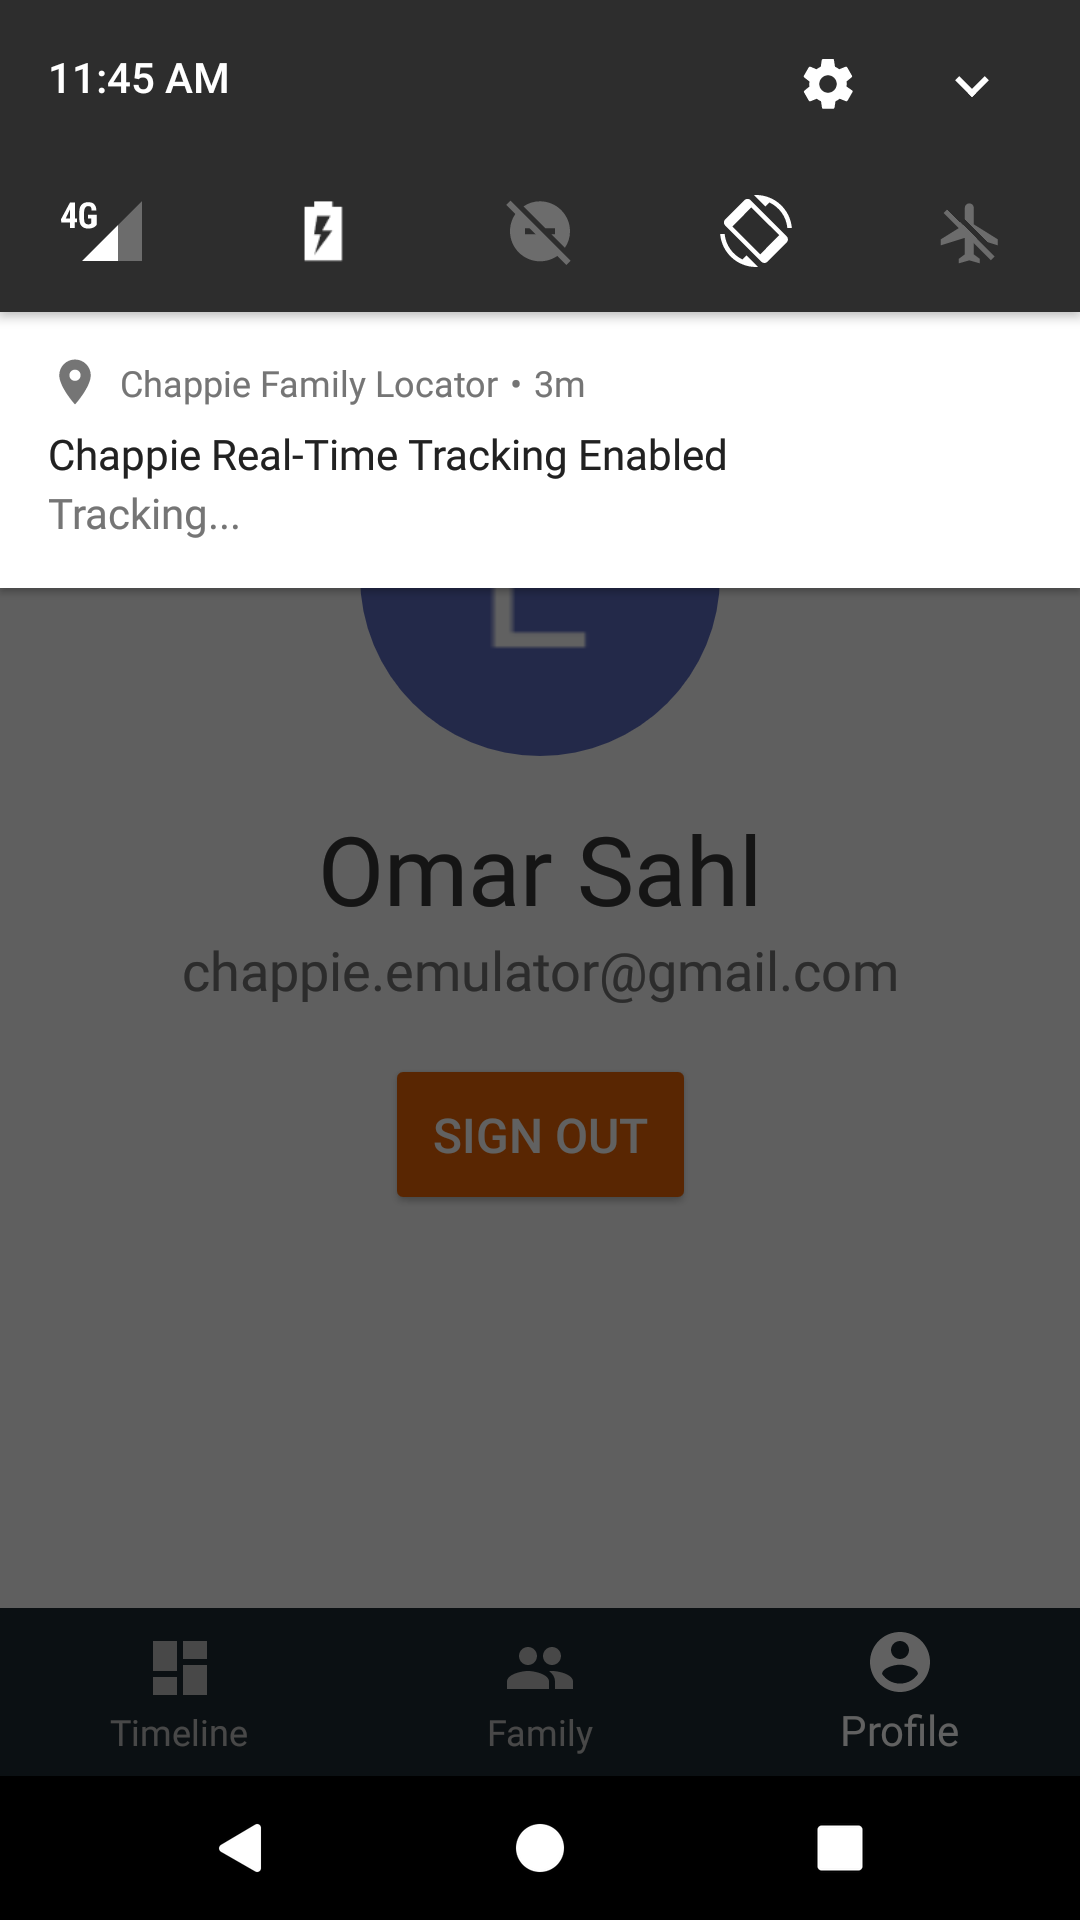 11:45 AM
4G
Chappie Family Locator • 3m
Chappie Real-Time Tracking Enabled
Tracking...
Omar Sahl
chappie.emulator@gmail.com
SIGN OUT
Timeline
Family
Profile